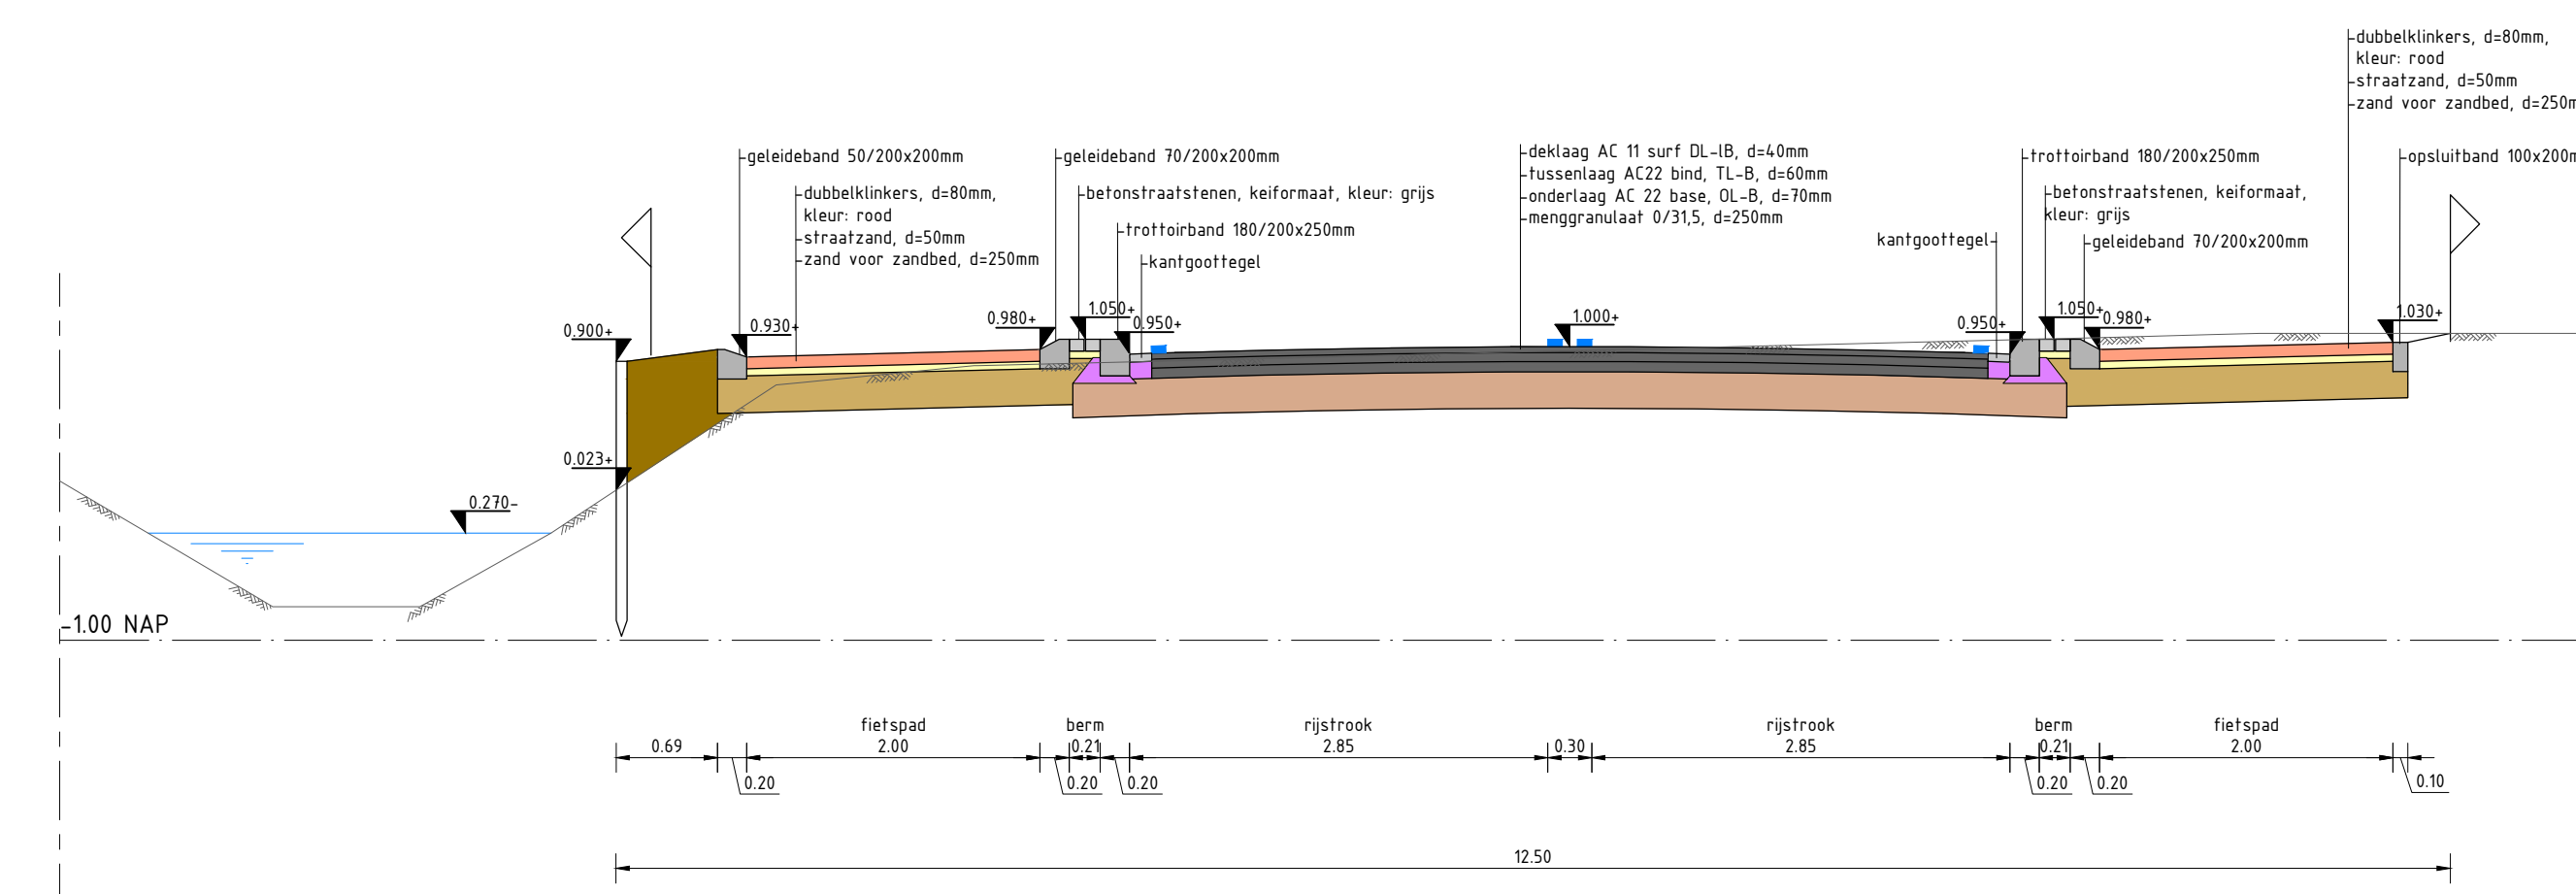 dubbelklinkers, d=80mm,
kleur: rood
straatzand, d=50mm
zand voor zandbed, d=250m
geleideband 50/200x200mm
dubbelklinkers, d=80mm,
kleur: rood
straatzand, d=50mm
zand voor zandbed, d=250mm
geleideband 70/200x200mm
betonstraatstenen, keiformaat, kleur: grijs
trottoirband 180/200x250mm
kantgoottegel
deklaag AC 11 surf DL-IB, d=40mm
tussenlaag AC22 bind, TL-B, d=60mm
onderlaag AC 22 base, OL-B, d=70mm
menggranulaat 0/31,5, d=250mm
kantgoottegel
trottoirband 180/200x250mm
betonstraatstenen, keiformaat,
kleur: grijs
geleideband 70/200x200mm
opsluitband 100x200m
0.900+
0.930+
0.980+
1.050+
0.950+
1.000+
0.950+
1.050+
0.980+
1.030+
0.023+
0.270-
-1.00 NAP
fietspad
berm
rijstrook
rijstrook
berm
fietspad
0.69
2.00
0.21
2.85
0.30
2.85
0.21
2.00
0.20
0.20
0.20
0.20
0.20
0.10
12.50